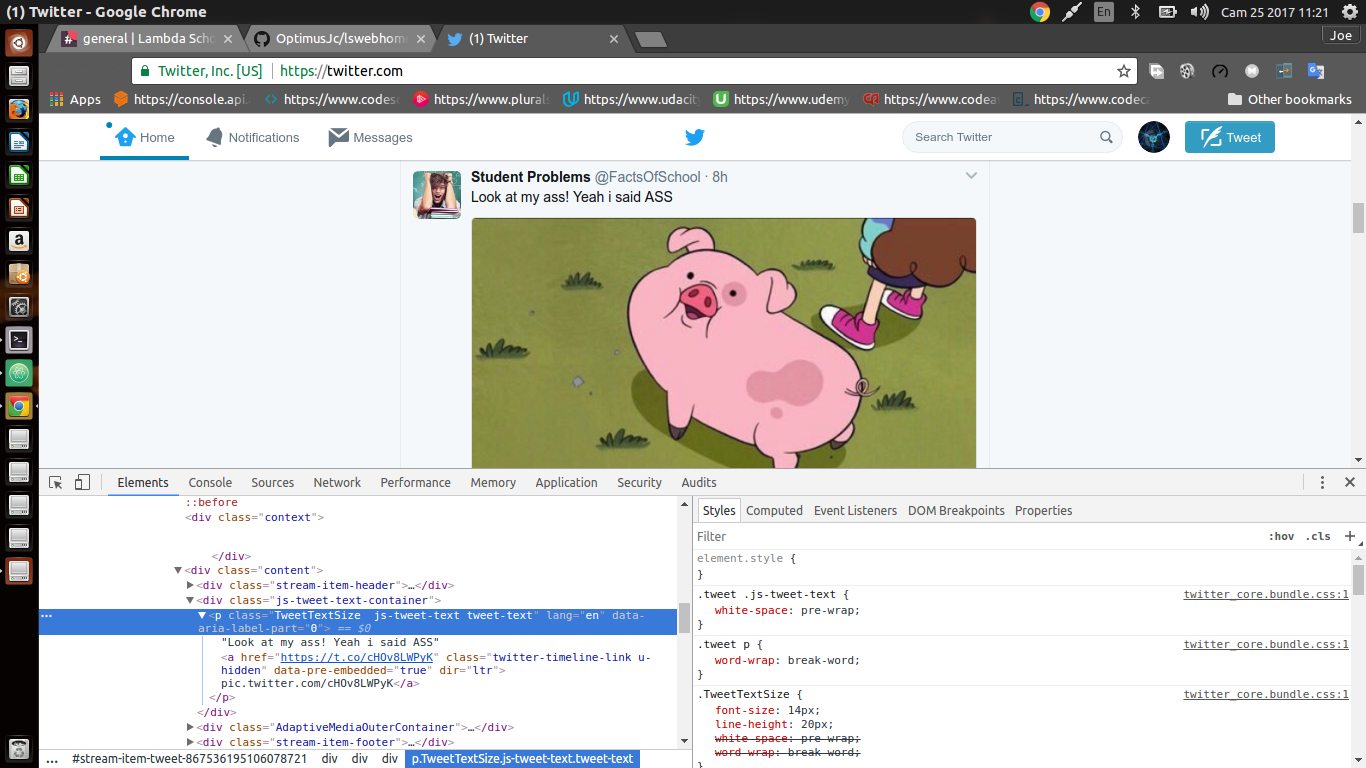 (1) Twitter - Google Chrome
En
Cam 25 2017 11:21
general | Lambda Scho
OptimusJc/lswebhom
(1) Twitter
Joe
Twitter, Inc. [US]
https://twitter.com
Apps
https://console.api.
https://www.codesc
https://www.plurals
https://www.udacity
https://www.udemy
https://www.codeav
https://www.codeca
Other bookmarks
Home
Notifications
Messages
Search Twitter
Tweet
Student Problems @FactsOfSchool · 8h
Look at my ass! Yeah i said ASS
Elements
Console
Sources
Network
Performance
Memory
Application
Security
Audits
::before
<div class="context">
</div>
▼<div class="content">
▶<div class="stream-item-header">…</div>
▼<div class="js-tweet-text-container">
▼<p class="TweetTextSize  js-tweet-text tweet-text" lang="en" data-
aria-label-part="0"> == $0
"Look at my ass! Yeah i said ASS"
<a href="https://t.co/cHOv8LWPyK" class="twitter-timeline-link u-
hidden" data-pre-embedded="true" dir="ltr">
pic.twitter.com/cHOv8LWPyK</a>
</p>
</div>
▶<div class="AdaptiveMediaOuterContainer">…</div>
▶<div class="stream-item-footer">…</div>
... #stream-item-tweet-867536195106078721 div div div p.TweetTextSize.js-tweet-text.tweet-text
Styles
Computed
Event Listeners
DOM Breakpoints
Properties
Filter
:hov .cls +
element.style {
}
.tweet .js-tweet-text {
twitter_core.bundle.css:1
white-space: pre-wrap;
}
.tweet p {
twitter_core.bundle.css:1
word-wrap: break-word;
}
.TweetTextSize {
twitter_core.bundle.css:1
font-size: 14px;
line-height: 20px;
white-space: pre-wrap;
word-wrap: break-word;
}